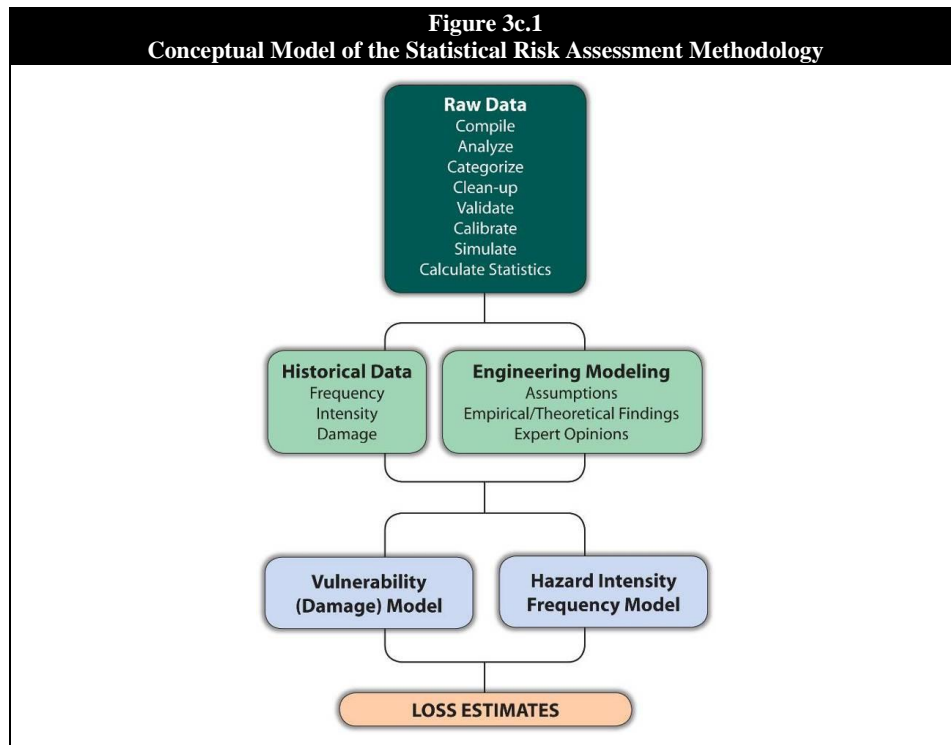 Figure 3c.1
Conceptual Model of the Statistical Risk Assessment Methodology
Raw Data
Compile
Analyze
Categorize
Clean-up
Validate
Calibrate
Simulate
Calculate Statistics
Historical Data
Frequency
Intensity
Damage
Engineering Modeling
Assumptions
Empirical/Theoretical Findings
Expert Opinions
Vulnerability
(Damage) Model
Hazard Intensity
Frequency Model
LOSS ESTIMATES